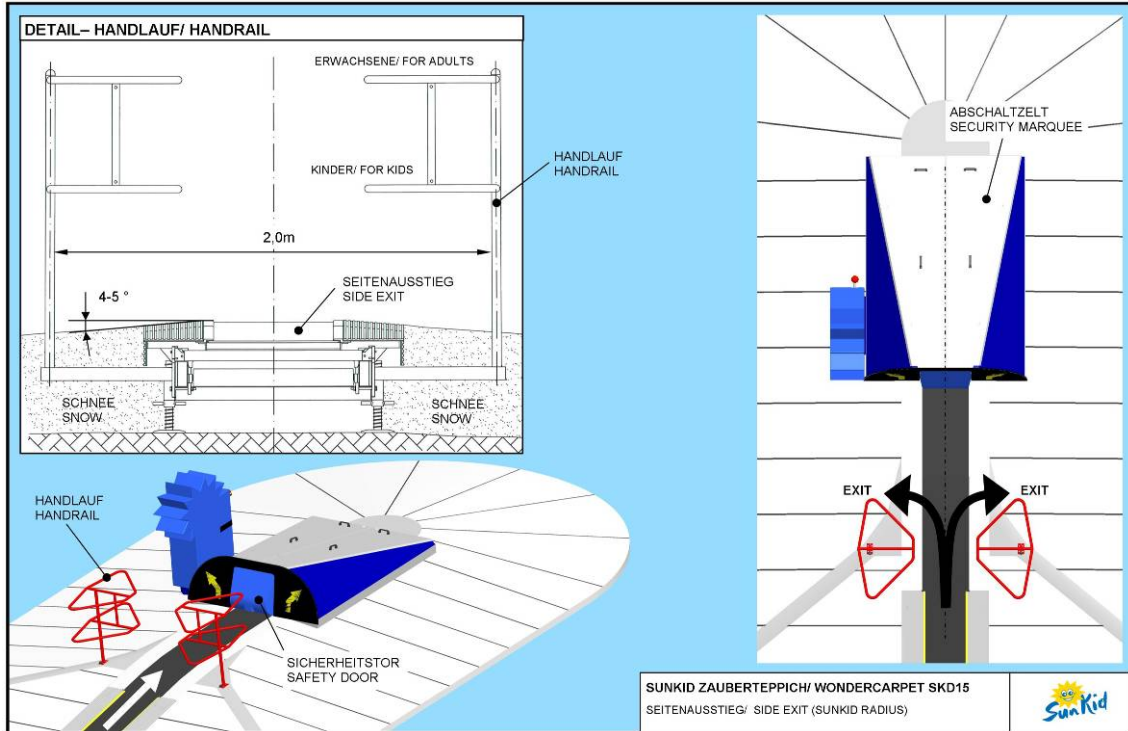 DETAIL– HANDLAUF/ HANDRAIL
ERWACHSENE/ FOR ADULTS
KINDER/ FOR KIDS
HANDLAUF
HANDRAIL
2,0m
4-5 °
SEITENAUSSTIEG
SIDE EXIT
SCHNEE
SNOW
SCHNEE
SNOW
ABSCHALTZELT
SECURITY MARQUEE
EXIT
EXIT
HANDLAUF
HANDRAIL
SICHERHEITSTOR
SAFETY DOOR
SUNKID ZAUBERTEPPICH/ WONDERCARPET SKD15
SEITENAUSSTIEG/ SIDE EXIT (SUNKID RADIUS)
SunKid